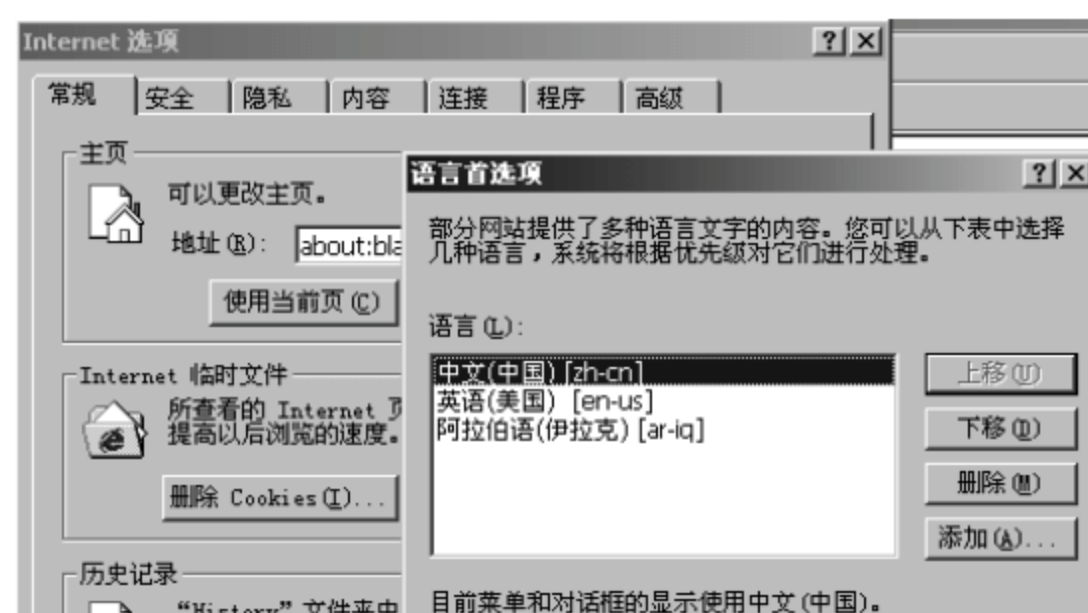 Internet 选项
常规 安全 隐私 内容 连接 程序 高级
主页
可以更改主页。
地址(R): about:bla
使用当前页(C)
Internet 临时文件
所查看的 Internet
提高以后浏览的速度。
删除 Cookies(I)...
历史记录
“History” 文件夹中
语言首选项
部分网站提供了多种语言文字的内容。您可以从下表中选择
几种语言，系统将根据优先级对它们进行处理。
语言(L):
中文(中国) [zh-cn]
英语(美国) [en-us]
阿拉伯语(伊拉克) [ar-iq]
上移(U)
下移(D)
删除(M)
添加(A)...
目前菜单和对话框的显示使用中文(中国)。